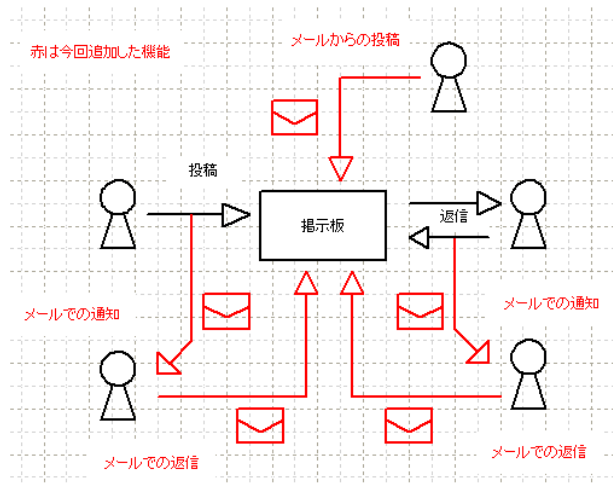 メールからの投稿
赤は今回追加した機能
投稿
掲示板
返信
メールでの通知
メールでの通知
メールでの返信
メールでの返信